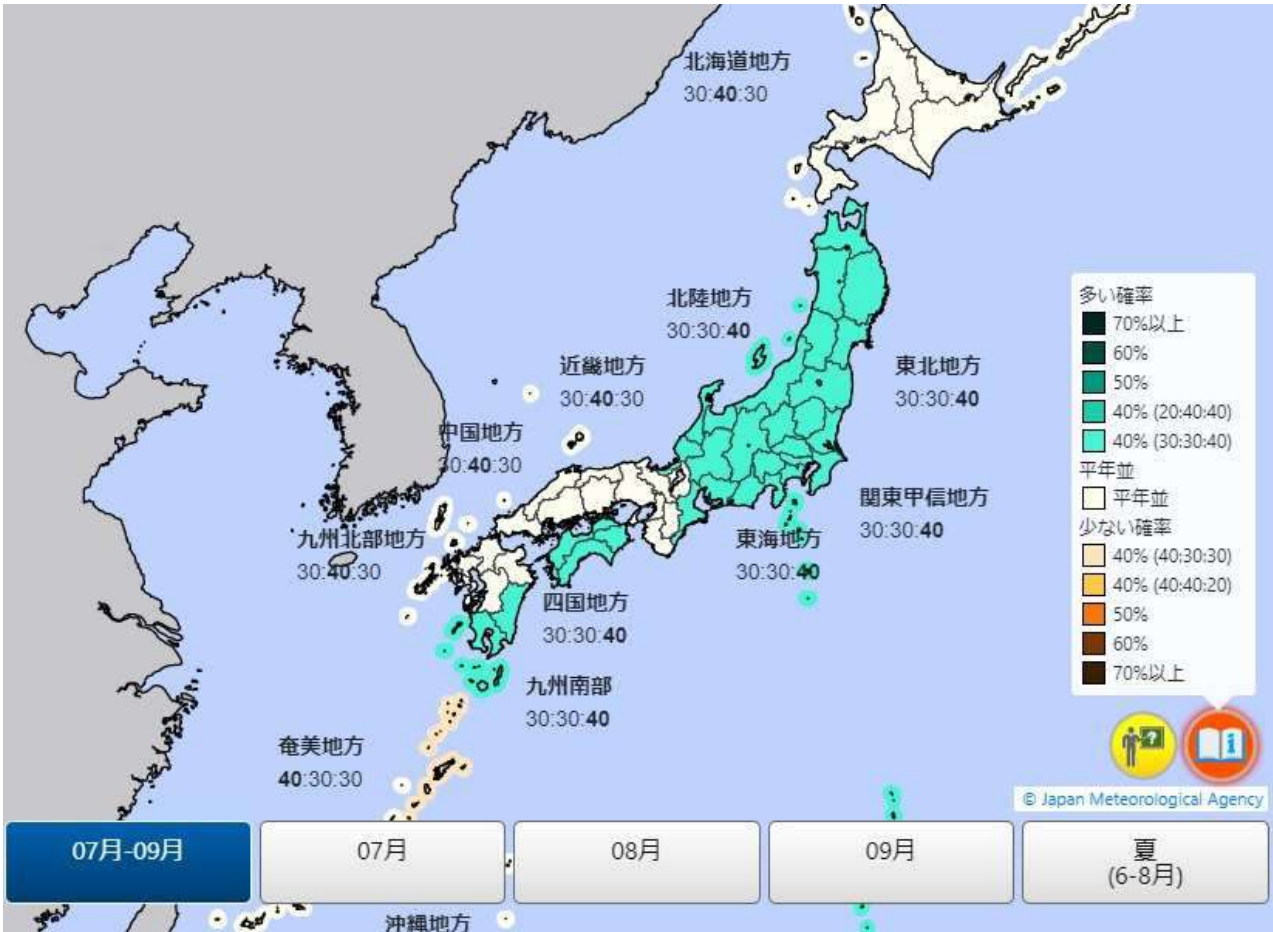 北海道地方
30:40:30
北陸地方
30:30:40
近畿地方
30:40:30
東北地方
30:30:40
中国地方
30:40:30
関東甲信地方
30:30:40
九州北部地方
30:40:30
東海地方
30:30:40
四国地方
30:30:40
九州南部
30:30:40
奄美地方
40:30:30
多い確率
70%以上
60%
50%
40% (20:40:40)
40% (30:30:40)
平年並
平年並
少ない確率
40% (40:30:30)
40% (40:40:20)
50%
60%
70%以上
?
i
© Japan Meteorological Agency
07月-09月
07月
08月
09月
夏
(6-8月)
沖縄地方